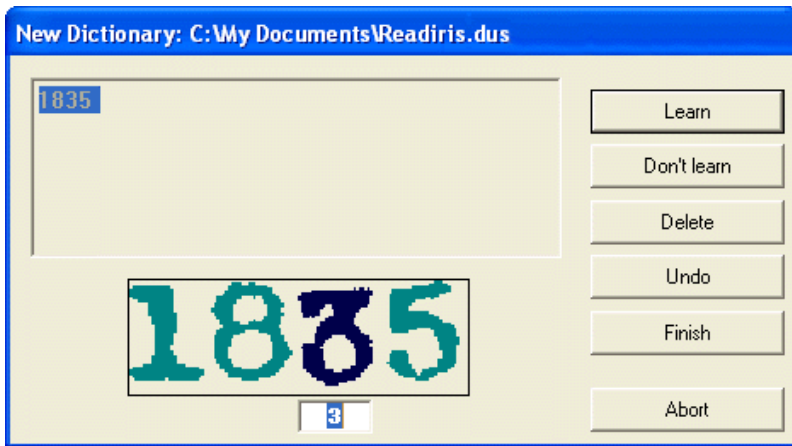 New Dictionary: C:\My Documents\Readiris.dus
1835
Learn
Don't learn
Delete
Undo
Finish
Abort
1835
3